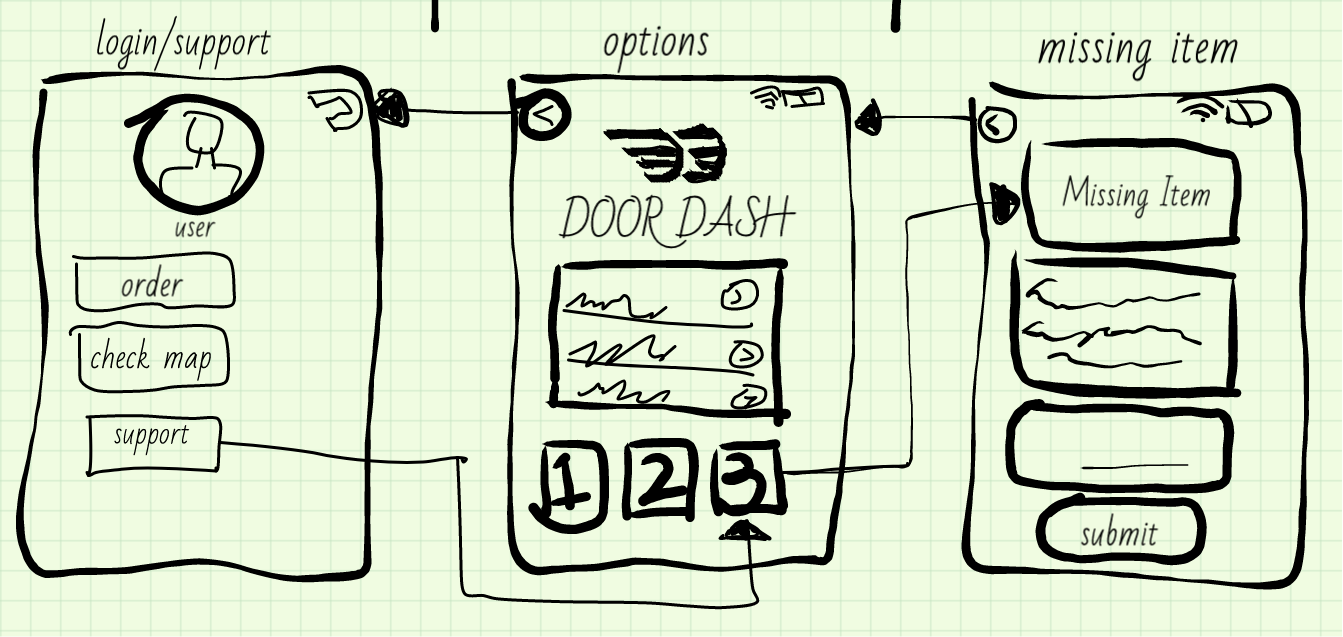 login/support
options
missing item
user
order
check map
support
<
DOOR DASH
>
>
>
1
2
3
<
Missing Item
submit